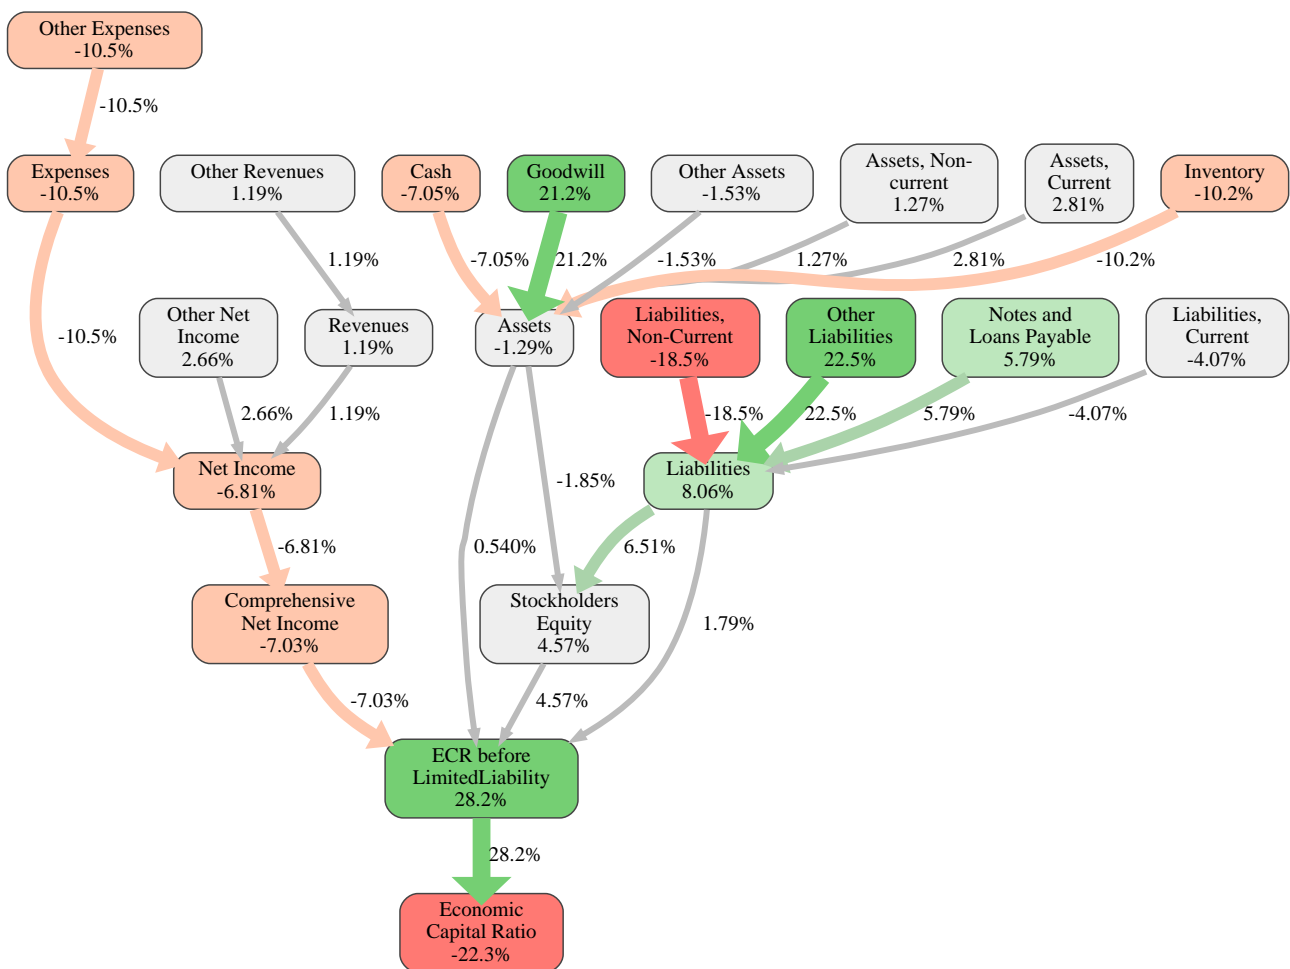 Other Expenses
-10.5%
-10.5%
Expenses
-10.5%
Other Revenues
1.19%
Cash
-7.05%
Goodwill
21.2%
Other Assets
-1.53%
Assets, Non-
current
1.27%
Assets,
Current
2.81%
Inventory
-10.2%
1.19%
-7.05%
21.2%
-1.53%
1.27%
2.81%
-10.2%
-10.5%
Other Net
Income
2.66%
Revenues
1.19%
Assets
-1.29%
Liabilities,
Non-Current
-18.5%
Other
Liabilities
22.5%
Notes and
Loans Payable
5.79%
Liabilities,
Current
-4.07%
2.66%
1.19%
-18.5%
22.5%
5.79%
-4.07%
Net Income
-6.81%
-1.85%
Liabilities
8.06%
-6.81%
0.540%
6.51%
Comprehensive
Net Income
-7.03%
Stockholders
Equity
4.57%
1.79%
-7.03%
4.57%
ECR before
LimitedLiability
28.2%
28.2%
Economic
Capital Ratio
-22.3%